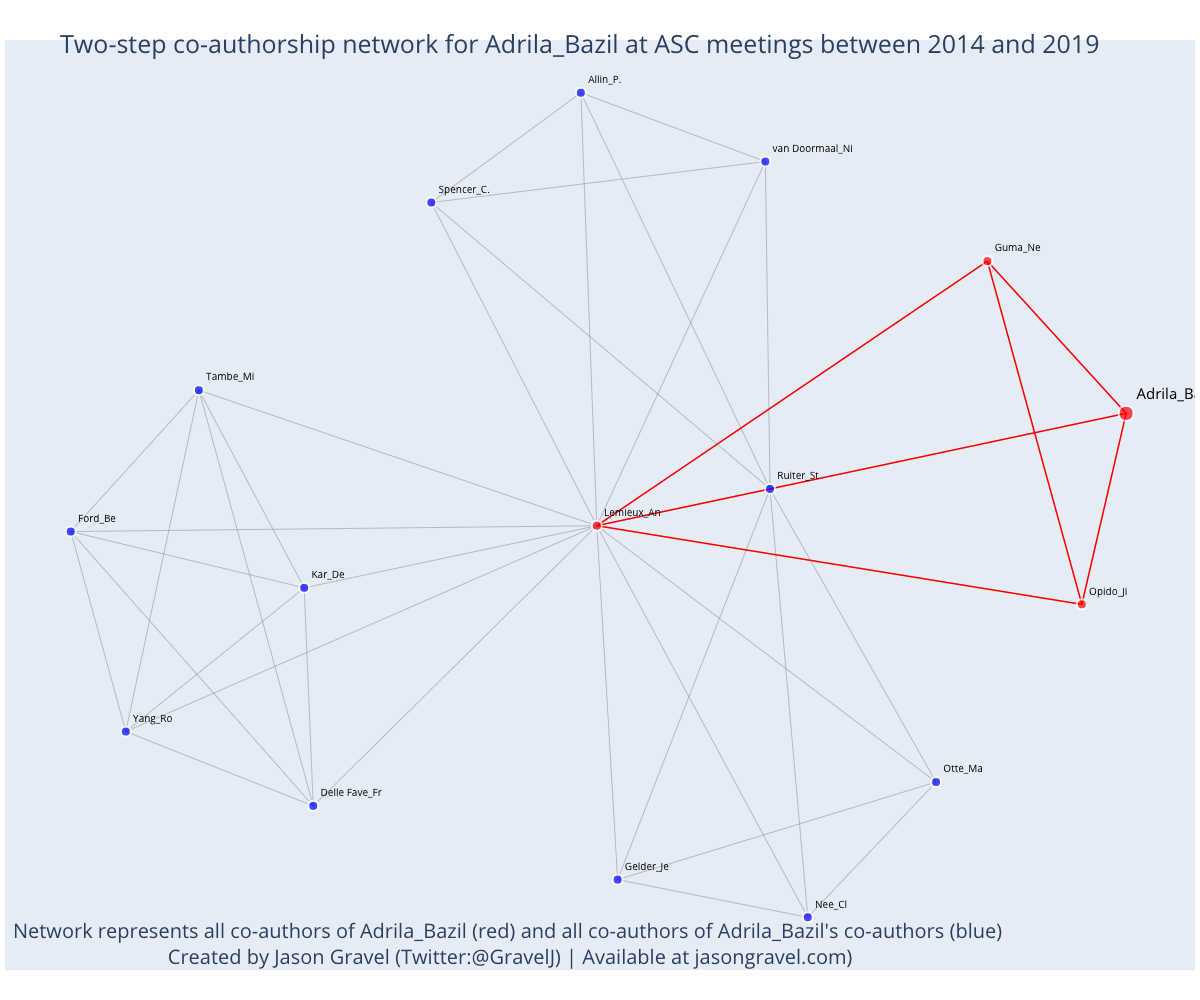 Two-step co-authorship network for Adrila_Bazil at ASC meetings between 2014 and 2019
Allin_P.
van Doormaal_Ni
Spencer_C.
Guma_Ne
Tambe_Mi
Adrila_Ba
Ruiter_St
Lemieux_An
Ford_Be
Kar_De
Opido_Ji
Yang_Ro
Otte_Ma
Delle Fave_Fr
Gelder_Je
Nee_Cl
Network represents all co-authors of Adrila_Bazil (red) and all co-authors of Adrila_Bazil's co-authors (blue)
Created by Jason Gravel (Twitter:@GravelJ) | Available at jasongravel.com)